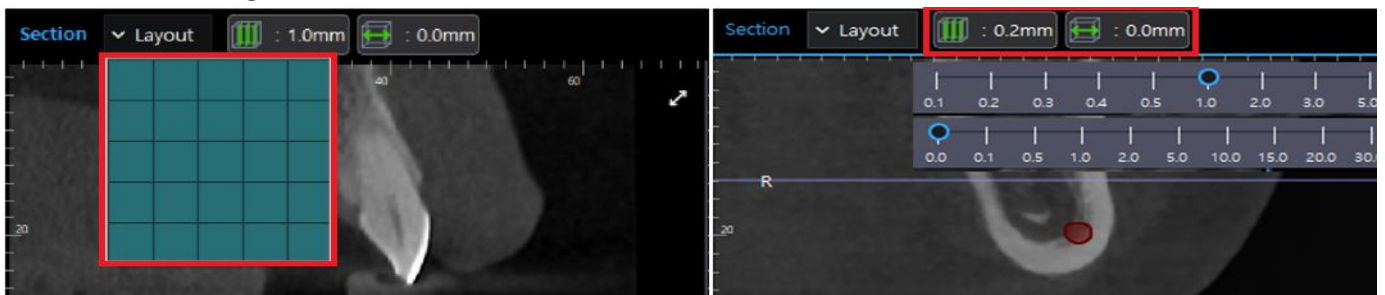 Section Layout : 1.0mm : 0.0mm
40 60
20
Section Layout : 0.2mm : 0.0mm
0.1 0.2 0.3 0.4 0.5 1.0 2.0 3.0 5.0
0.0 0.1 0.5 1.0 2.0 5.0 10.0 15.0 20.0 30.
R
20